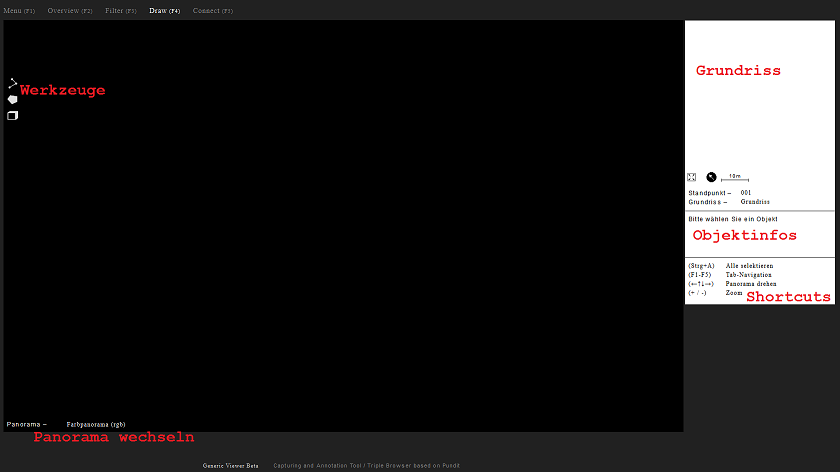 Menu (F1) Overview (F2) Filter (F3) Draw (F4) Connect (F5)
Grundriss
Werkzeuge
10m
Standpunkt – 001
Grundriss – Grundriss
Bitte wählen Sie ein Objekt
Objektinfos
(Strg+A) Alle selektieren
(F1-F5) Tab-Navigation
(←↑↓→) Panorama drehen
(+ / -) Zoom
Shortcuts
Panorama – Farbpanorama (rgb)
Panorama wechseln
Generic Viewer Beta Capturing and Annotation Tool / Triple Browser based on Pundit